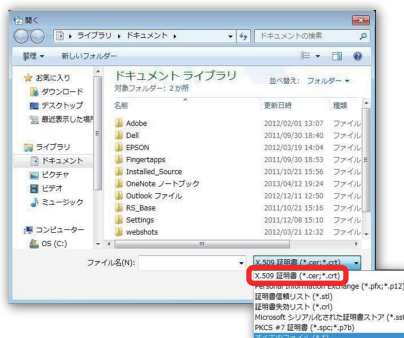 開く
ライブラリ ▸ ドキュメント ▸
ドキュメントの検索
整理 ▼ 新しいフォルダー
お気に入り
ダウンロード
デスクトップ
最近表示した場所
ライブラリ
ドキュメント
ピクチャ
ビデオ
ミュージック
コンピューター
OS (C:)
ドキュメント ライブラリ
対象フォルダー: 2 か所
並べ替え: フォルダー ▼
名前 更新日時 種類
Adobe 2012/02/01 13:07 ファイル
Dell 2011/09/30 18:40 ファイル
EPSON 2012/03/19 14:04 ファイル
Fingertapps 2011/09/30 18:53 ファイル
Installed_Source 2011/10/21 15:56 ファイル
OneNote ノートブック 2013/04/12 19:24 ファイル
Outlook ファイル 2012/12/11 12:50 ファイル
RS_Base 2011/10/21 15:16 ファイル
Settings 2011/12/08 15:10 ファイル
webshots 2012/03/21 12:32 ファイル
ファイル名(N):
X.509 証明書 (*.cer;*.crt)
X.509 証明書 (*.cer;*.crt)
Personal Information Exchange (*.pfx;*.p12)
証明書信頼リスト (*.stl)
証明書失効リスト (*.crl)
Microsoft シリアル化された証明書ストア (*.sst
PKCS #7 証明書 (*.spc;*.p7b)
すべてのファイル (*.*)